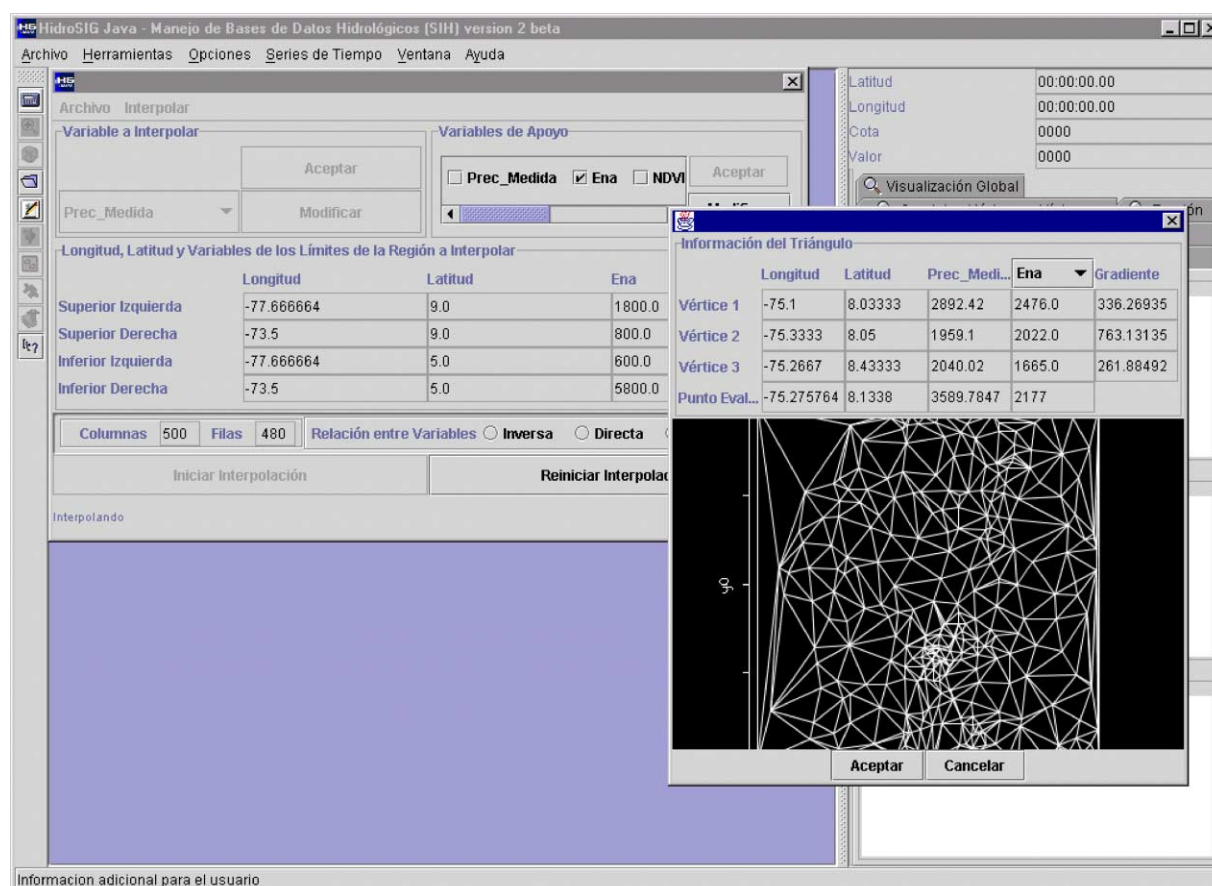 HidroSIG Java - Manejo de Bases de Datos Hidrológicos (SIH) version 2 beta
Archivo Herramientas Opciones Series de Tiempo Ventana Ayuda
Archivo Interpolar
Variable a Interpolar
Aceptar
Prec_Medida
Modificar
Variables de Apoyo
Prec_Medida Ena NDVI
Aceptar
Longitud, Latitud y Variables de los Límites de la Región a Interpolar
Longitud Latitud Ena
Superior Izquierda -77.666664 9.0 1800.0
Superior Derecha -73.5 9.0 800.0
Inferior Izquierda -77.666664 5.0 600.0
Inferior Derecha -73.5 5.0 5800.0
Columnas 500 Filas 480 Relación entre Variables Inversa Directa
Iniciar Interpolación
Reiniciar Interpolac
Interpolando
Latitud 00:00:00.00
Longitud 00:00:00.00
Cota 0000
Valor 0000
Visualización Global
Información del Triángulo
Longitud Latitud Prec_Medi... Ena Gradiente
Vértice 1 -75.1 8.03333 2892.42 2476.0 336.26935
Vértice 2 -75.3333 8.05 1959.1 2022.0 763.13135
Vértice 3 -75.2667 8.43333 2040.02 1665.0 261.88492
Punto Eval... -75.275764 8.1338 3589.7847 2177
Aceptar Cancelar
Informacion adicional para el usuario